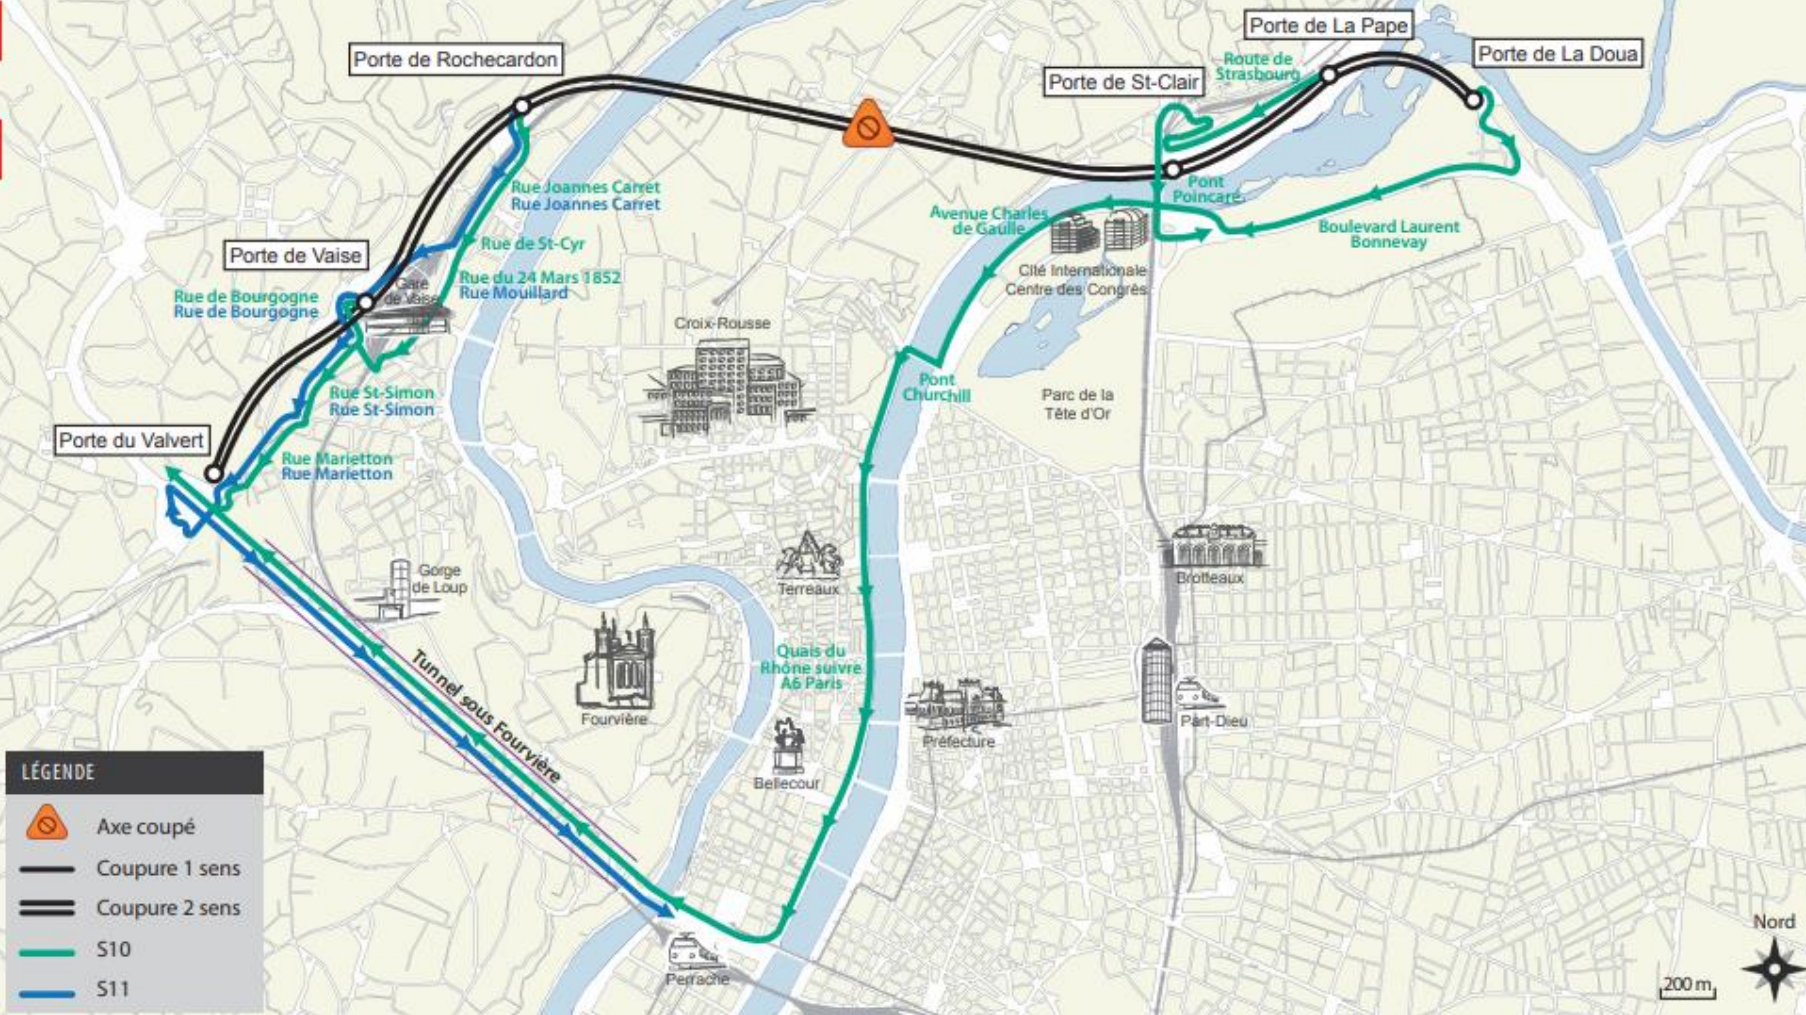 Porte de La Pape
Porte de Rochecardon
Porte de La Doua
Route de
Strasbourg
Porte de St-Clair
Rue Joannes Carret
Rue Joannes Carret
Pont
Poincaré
Avenue Charles
de Gaulle
Boulevard Laurent
Bonnevay
Rue de St-Cyr
Porte de Vaise
Rue du 24 Mars 1852
Rue Mouillard
Cité Internationale
Centre des Congrès
Gare
de Vaise
Rue de Bourgogne
Rue de Bourgogne
Croix-Rousse
Pont
Churchill
Rue St-Simon
Rue St-Simon
Parc de la
Tête d'Or
Porte du Valvert
Rue Marietton
Rue Marietton
Gorge
de Loup
Brotteaux
Terreaux
Quais du
Rhône suivre
A6 Paris
Tunnel sous Fourvière
Fourvière
Part-Dieu
Préfecture
Bellecour
LÉGENDE
Axe coupé
Coupure 1 sens
Coupure 2 sens
S10
S11
Perrache
Nord
200 m